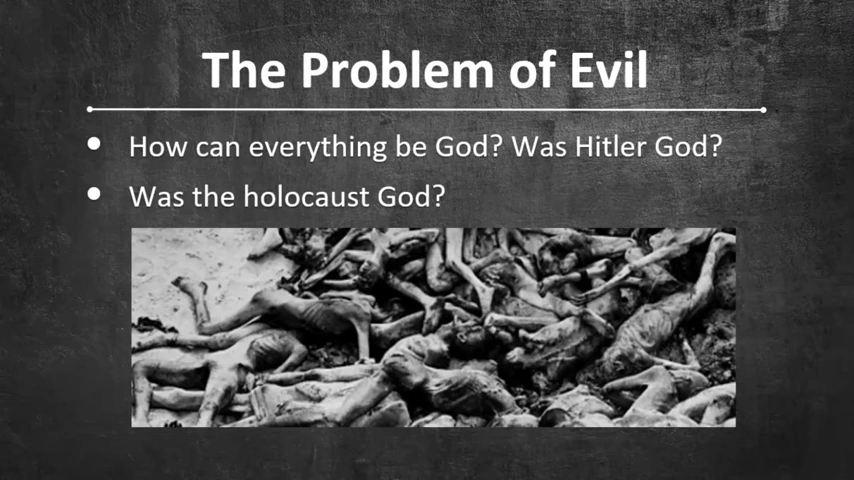 The Problem of Evil
How can everything be God? Was Hitler God?
Was the holocaust God?